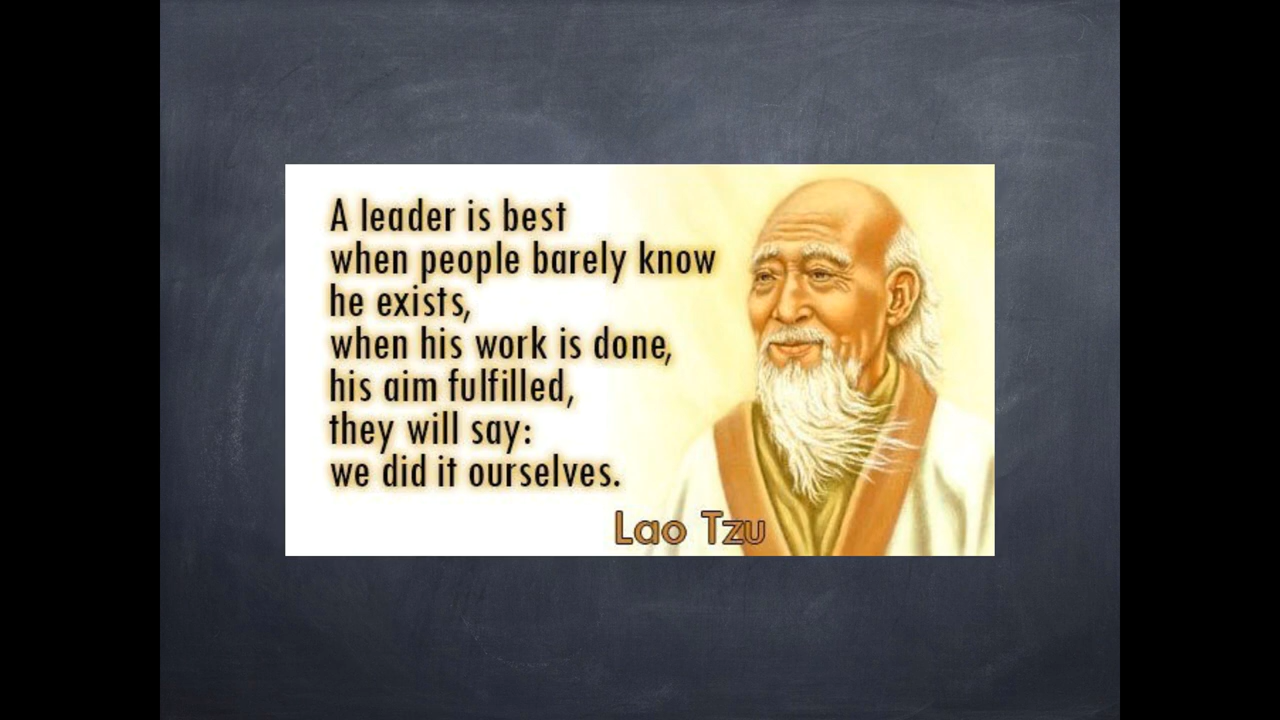 A leader is best
when people barely know
he exists,
when his work is done,
his aim fulfilled,
they will say:
we did it ourselves.
Lao Tzu